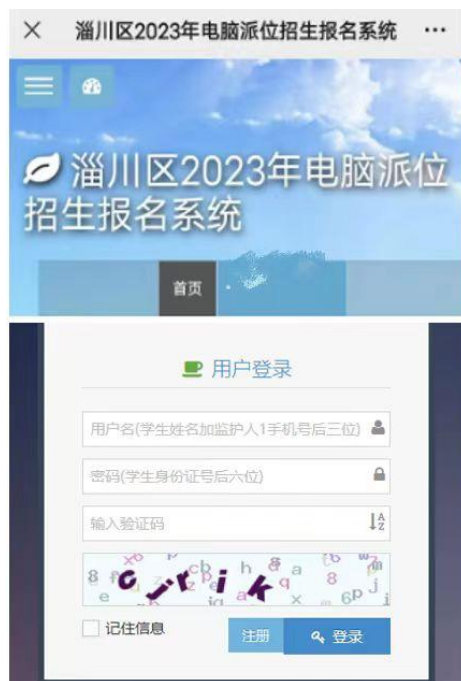 淄川区2023年电脑派位招生报名系统
淄川区2023年电脑派位
招生报名系统
首页
用户登录
用户名(学生姓名加监护人1手机号后三位)
密码(学生身份证号后六位)
输入验证码
记住信息
注册
登录